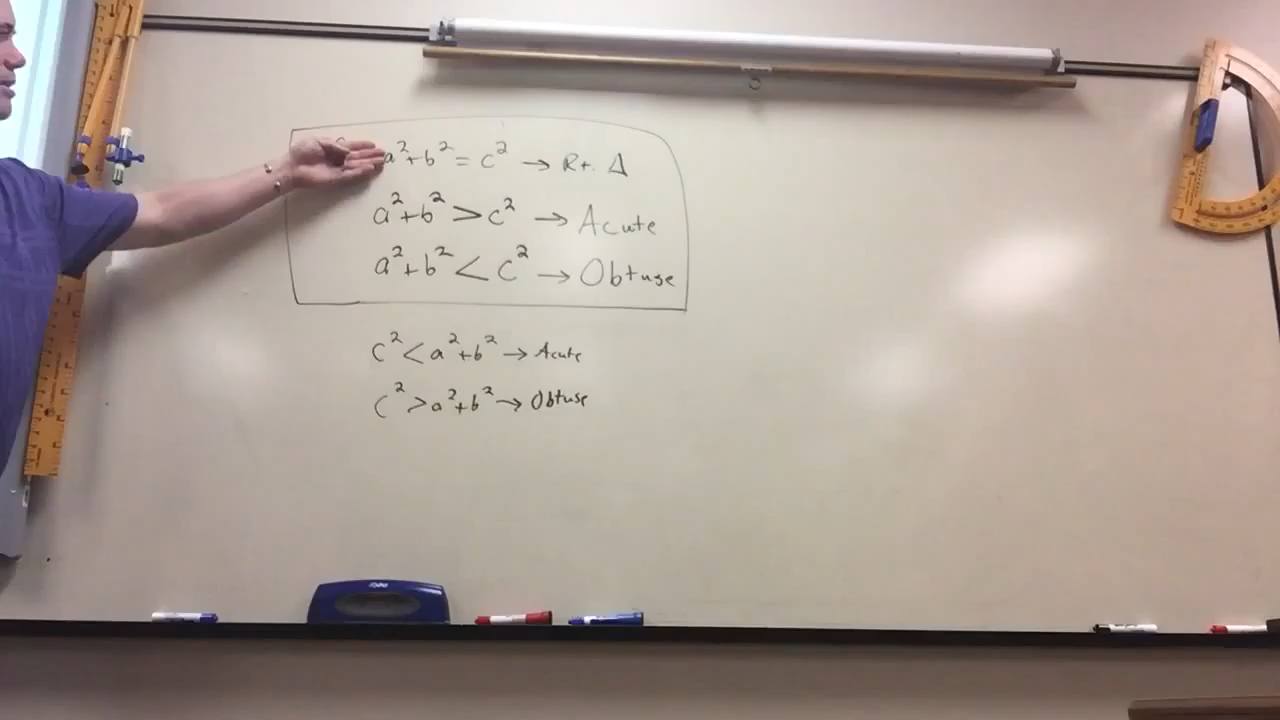 a²+b² = c² → Rt. Δ
a²+b² > c² → Acute
a²+b² < c² → Obtuse
c² < a²+b² → Acute
c² > a²+b² → Obtuse
EXPO